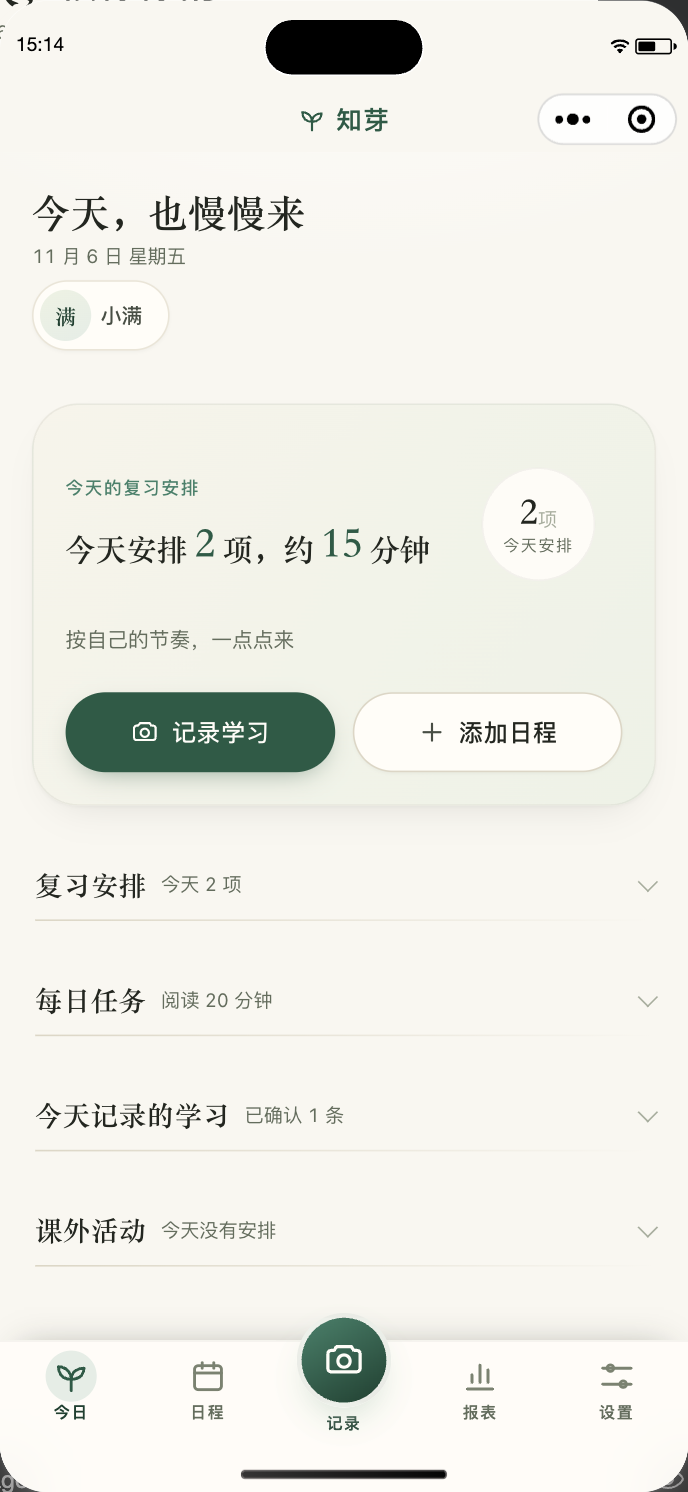 15:14
知芽
今天，也慢慢来
11 月 6 日 星期五
满 小满
今天的复习安排
今天安排 2 项，约 15 分钟
2项
今天安排
按自己的节奏，一点点来
记录学习
添加日程
复习安排 今天 2 项
每日任务 阅读 20 分钟
今天记录的学习 已确认 1 条
课外活动 今天没有安排
今日
日程
记录
报表
设置